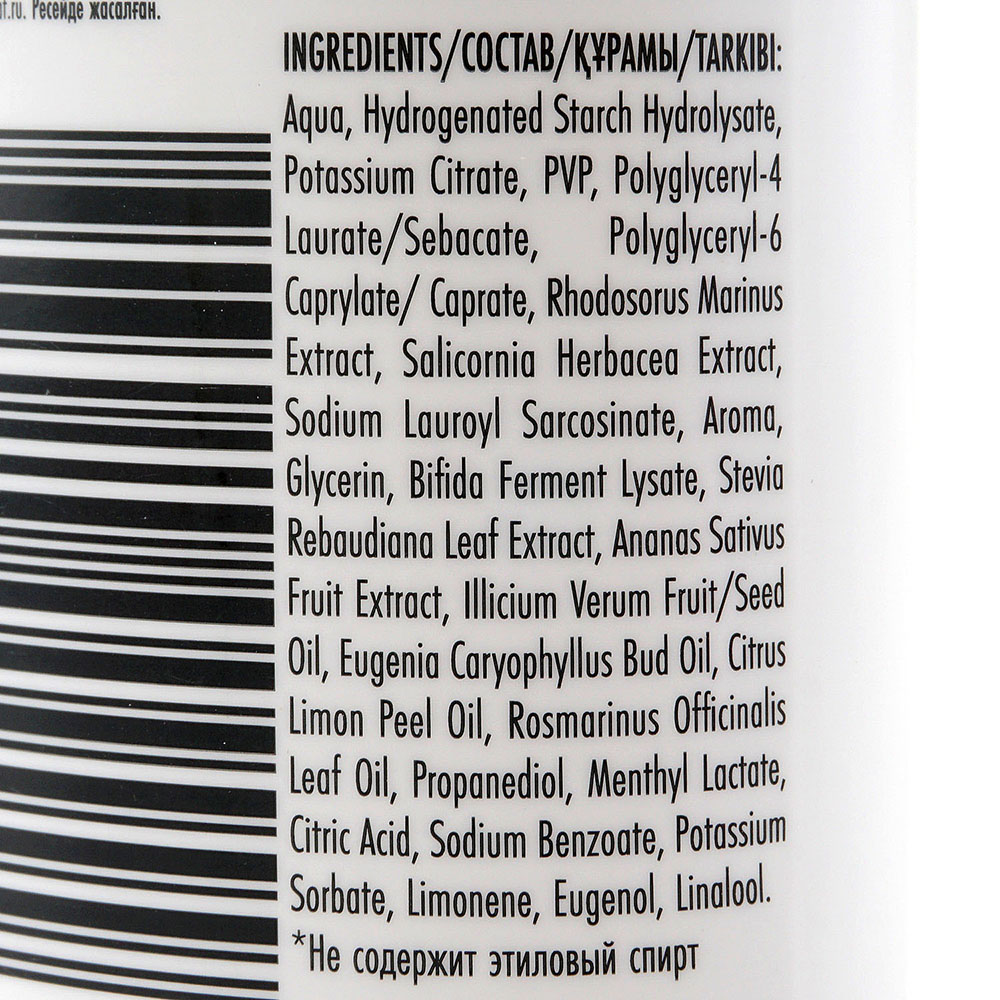 .ru. Ресейде жасалған.
INGREDIENTS/СОСТАВ/ҚҰРАМЫ/TARKIBI:
Aqua, Hydrogenated Starch Hydrolysate,
Potassium Citrate, PVP, Polyglyceryl-4
Laurate/Sebacate, Polyglyceryl-6
Caprylate/ Caprate, Rhodosorus Marinus
Extract, Salicornia Herbacea Extract,
Sodium Lauroyl Sarcosinate, Aroma,
Glycerin, Bifida Ferment Lysate, Stevia
Rebaudiana Leaf Extract, Ananas Sativus
Fruit Extract, Illicium Verum Fruit/Seed
Oil, Eugenia Caryophyllus Bud Oil, Citrus
Limon Peel Oil, Rosmarinus Officinalis
Leaf Oil, Propanediol, Menthyl Lactate,
Citric Acid, Sodium Benzoate, Potassium
Sorbate, Limonene, Eugenol, Linalool.
*Не содержит этиловый спирт